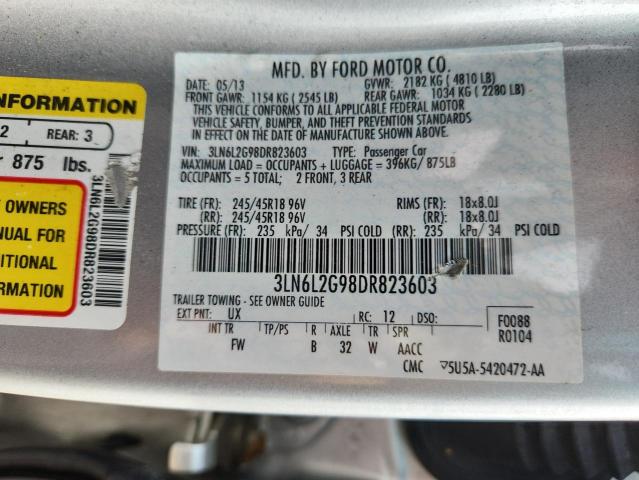 MFD. BY FORD MOTOR CO.
DATE: 05/13 GVWR: 2182 KG ( 4810 LB)
FRONT GAWR: 1154 KG ( 2545 LB) REAR GAWR: 1034 KG ( 2280 LB)
THIS VEHICLE CONFORMS TO ALL APPLICABLE FEDERAL MOTOR
VEHICLE SAFETY, BUMPER, AND THEFT PREVENTION STANDARDS
IN EFFECT ON THE DATE OF MANUFACTURE SHOWN ABOVE.
VIN: 3LN6L2G98DR823603 TYPE: Passenger Car
MAXIMUM LOAD = OCCUPANTS + LUGGAGE = 396KG/ 875LB
OCCUPANTS = 5 TOTAL; 2 FRONT, 3 REAR
TIRE (FR): 245/45R18 96V RIMS (FR): 18x8.0J
(RR): 245/45R18 96V (RR): 18x8.0J
PRESSURE (FR): 235 kPa/ 34 PSI COLD (RR): 235 kPa/ 34 PSI COLD
3LN6L2G98DR823603
TRAILER TOWING - SEE OWNER GUIDE
EXT PNT: UX RC: 12 DSO:
INT TR TP/PS R AXLE TR SPR
FW B 32 W AACC
CMC
F0088
R0104
▽5U5A-5420472-AA
INFORMATION
2 REAR: 3
r 875 lbs.
OWNERS
NUAL FOR
ITIONAL
RMATION
3LN6L2G98DR823603